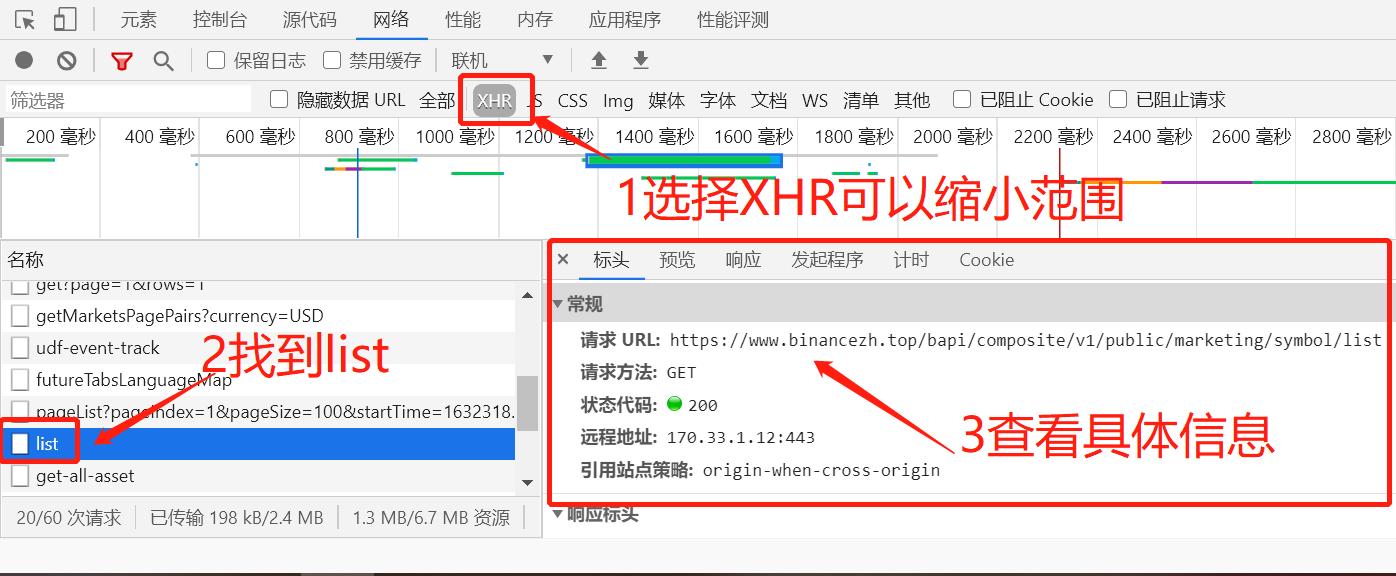 元素 控制台 源代码 网络 性能 内存 应用程序 性能评测
保留日志 禁用缓存 联机
筛选器 隐藏数据 URL 全部 XHR JS CSS Img 媒体 字体 文档 WS 清单 其他 已阻止 Cookie 已阻止请求
200 毫秒 400 毫秒 600 毫秒 800 毫秒 1000 毫秒 1200 毫秒 1400 毫秒 1600 毫秒 1800 毫秒 2000 毫秒 2200 毫秒 2400 毫秒 2600 毫秒 2800 毫秒
1选择XHR可以缩小范围
名称
get?page=1&rows=1
getMarketsPagePairs?currency=USD
udf-event-track
futureTabsLanguageMap
pageList?pageIndex=1&pageSize=100&startTime=1632318.
list
get-all-asset
2找到list
20/60 次请求 已传输 198 kB/2.4 MB 1.3 MB/6.7 MB 资源
× 标头 预览 响应 发起程序 计时 Cookie
常规
请求 URL: https://www.binancezh.top/bapi/composite/v1/public/marketing/symbol/list
请求方法: GET
状态代码: 200
远程地址: 170.33.1.12:443
引用站点策略: origin-when-cross-origin
3查看具体信息
响应标头